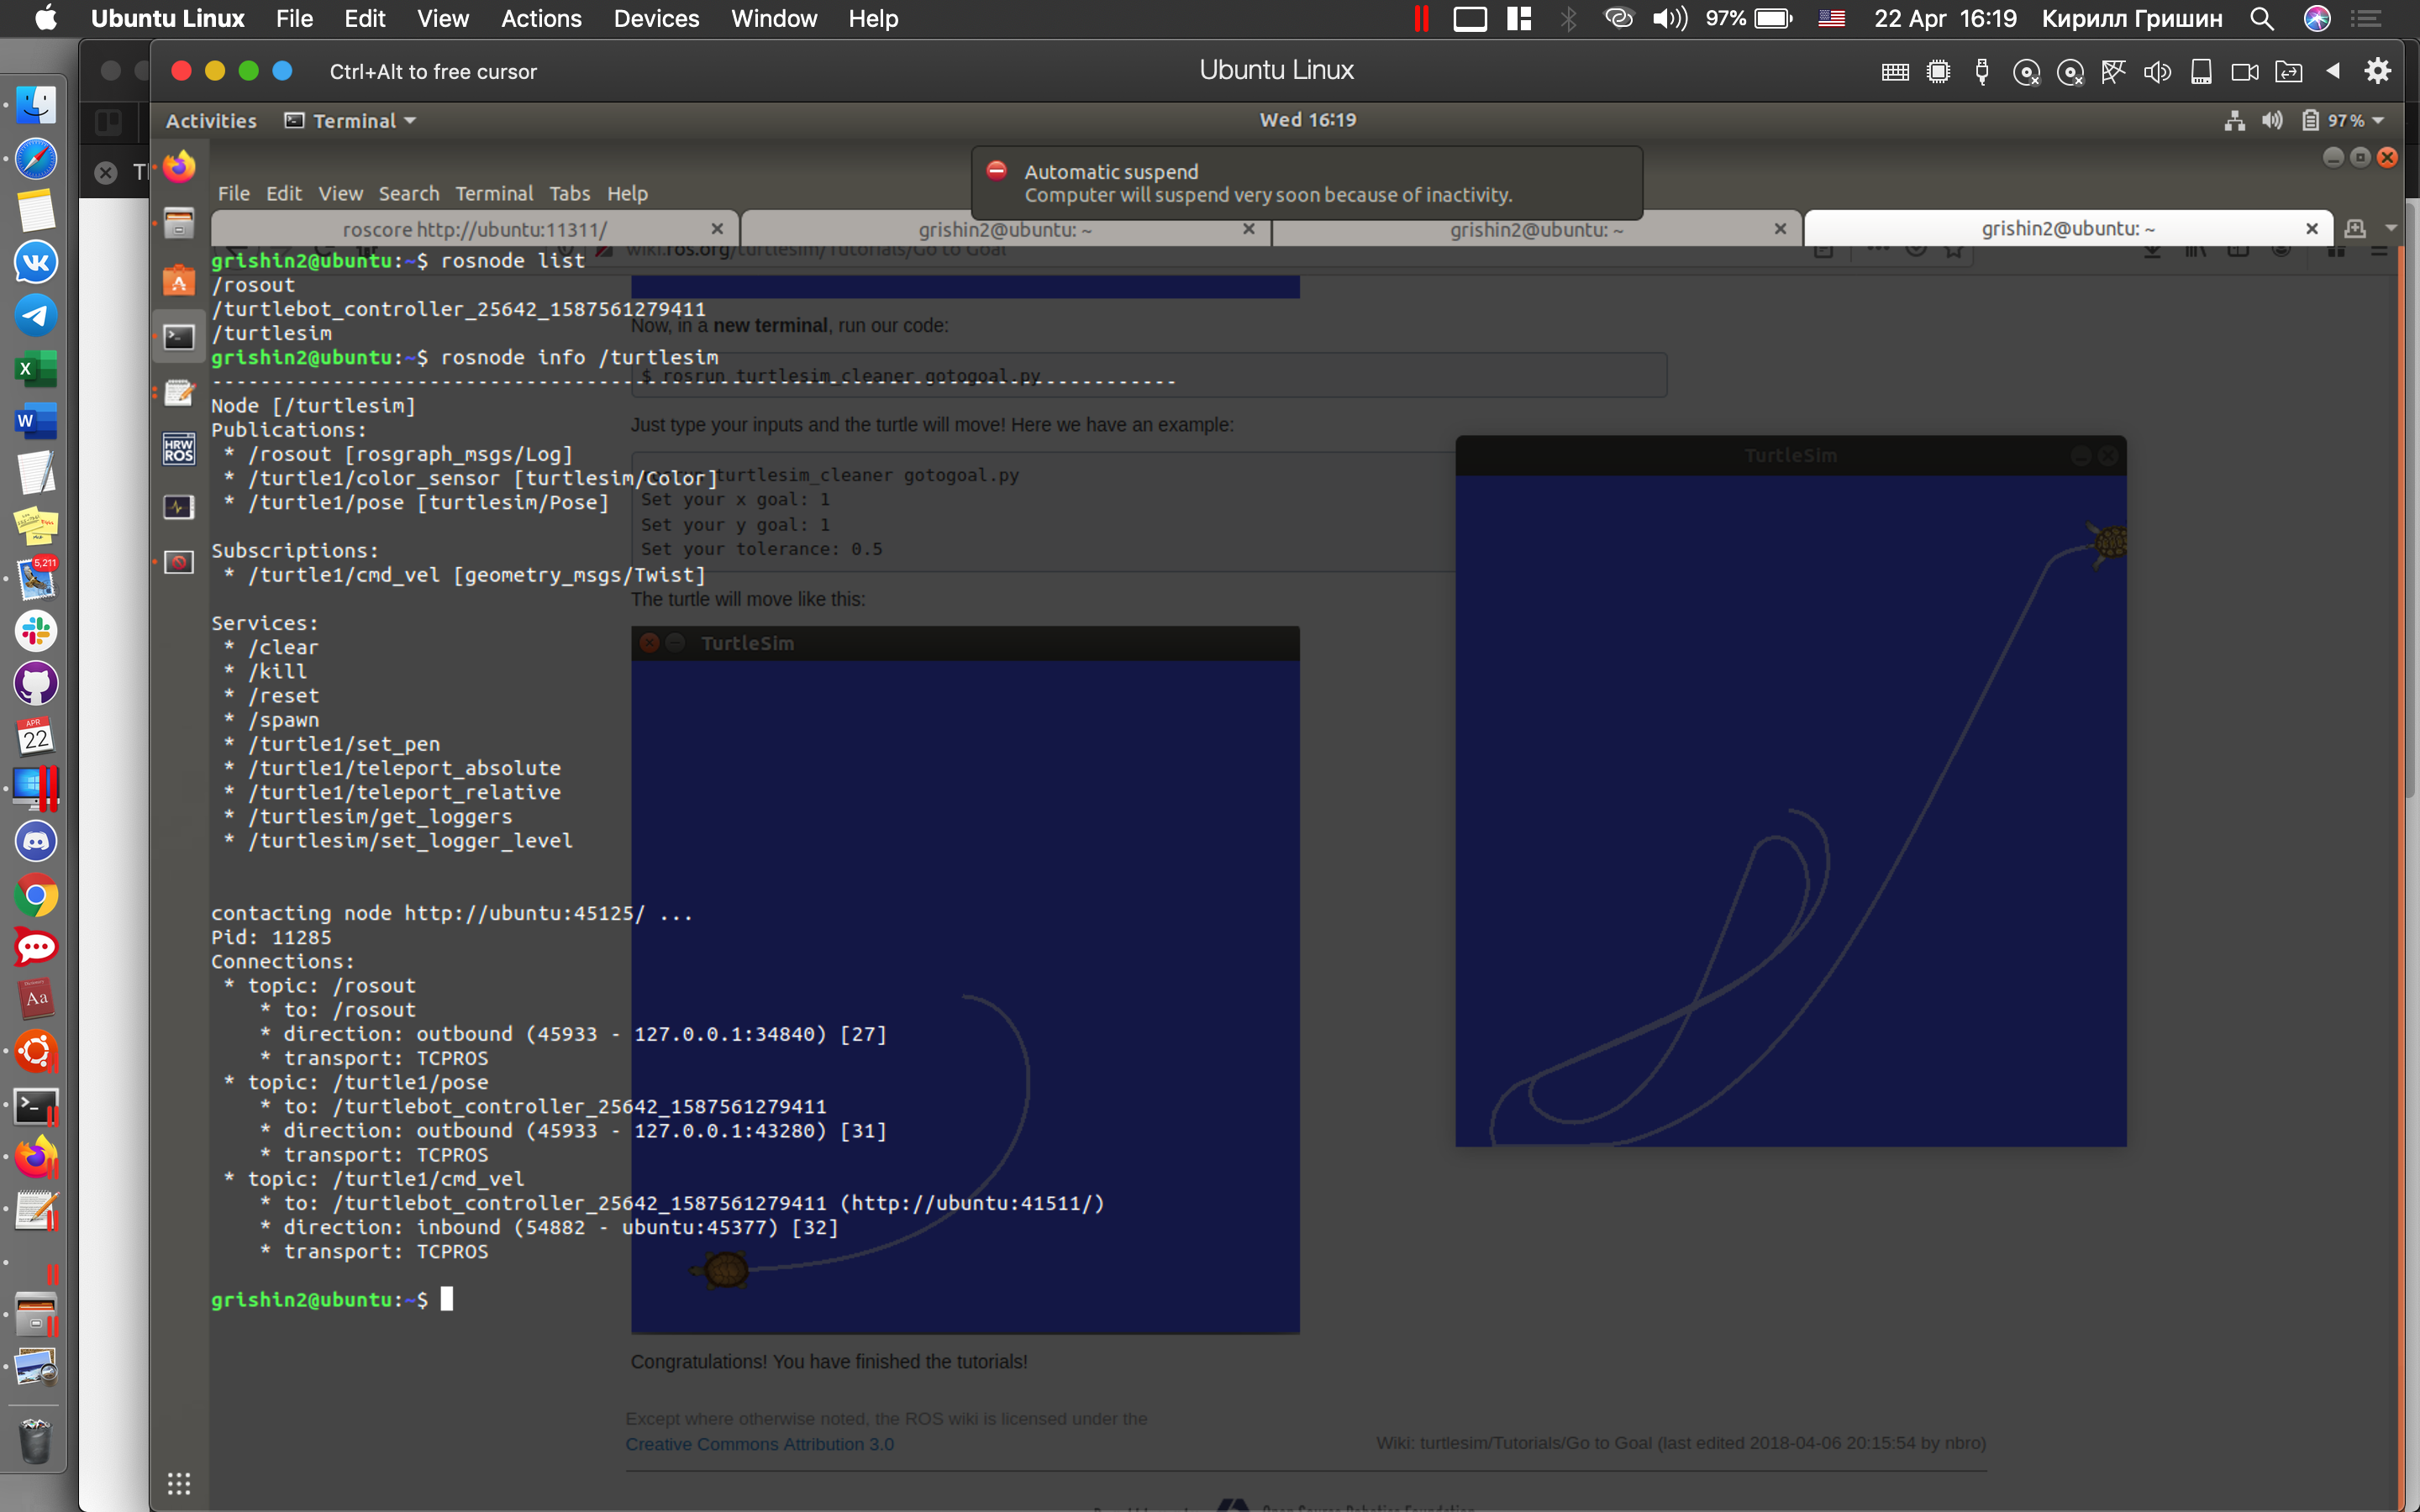 Ubuntu Linux File Edit View Actions Devices Window Help 97% 22 Apr 16:19 Кирилл Гришин
Ctrl+Alt to free cursor Ubuntu Linux
Activities Terminal Wed 16:19 97%
Automatic suspend
Computer will suspend very soon because of inactivity.
File Edit View Search Terminal Tabs Help
roscore http://ubuntu:11311/ grishin2@ubuntu: ~ grishin2@ubuntu: ~ grishin2@ubuntu: ~
wiki.ros.org/turtlesim/Tutorials/Go to Goal
grishin2@ubuntu:~$ rosnode list
/rosout
/turtlebot_controller_25642_1587561279411
/turtlesim
grishin2@ubuntu:~$ rosnode info /turtlesim
--------------------------------------------------------------------------------
Node [/turtlesim]
Publications:
* /rosout [rosgraph_msgs/Log]
* /turtle1/color_sensor [turtlesim/Color]
* /turtle1/pose [turtlesim/Pose]
Subscriptions:
* /turtle1/cmd_vel [geometry_msgs/Twist]
Services:
* /clear
* /kill
* /reset
* /spawn
* /turtle1/set_pen
* /turtle1/teleport_absolute
* /turtle1/teleport_relative
* /turtlesim/get_loggers
* /turtlesim/set_logger_level
contacting node http://ubuntu:45125/ ...
Pid: 11285
Connections:
* topic: /rosout
* to: /rosout
* direction: outbound (45933 - 127.0.0.1:34840) [27]
* transport: TCPROS
* topic: /turtle1/pose
* to: /turtlebot_controller_25642_1587561279411
* direction: outbound (45933 - 127.0.0.1:43280) [31]
* transport: TCPROS
* topic: /turtle1/cmd_vel
* to: /turtlebot_controller_25642_1587561279411 (http://ubuntu:41511/)
* direction: inbound (54882 - ubuntu:45377) [32]
* transport: TCPROS
grishin2@ubuntu:~$
Now, in a new terminal, run our code:
$ rosrun turtlesim_cleaner gotogoal.py
Just type your inputs and the turtle will move! Here we have an example:
turtlesim_cleaner gotogoal.py
Set your x goal: 1
Set your y goal: 1
Set your tolerance: 0.5
The turtle will move like this:
TurtleSim
TurtleSim
Congratulations! You have finished the tutorials!
Except where otherwise noted, the ROS wiki is licensed under the
Creative Commons Attribution 3.0
Wiki: turtlesim/Tutorials/Go to Goal (last edited 2018-04-06 20:15:54 by nbro)
HRW
ROS
5,211
APR
22
Aa